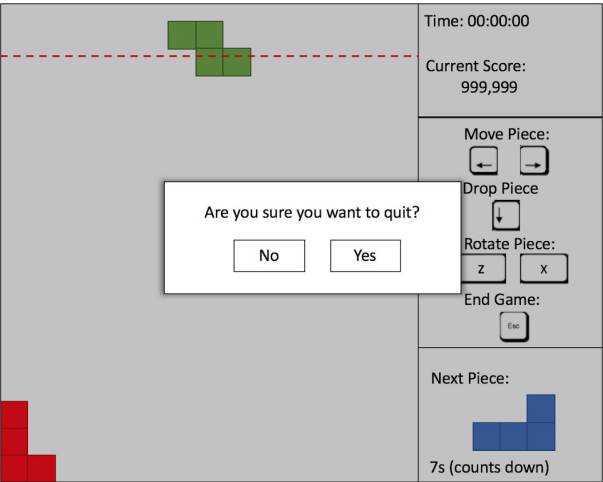 Time: 00:00:00
Current Score:
999,999
Move Piece:
Drop Piece
Rotate Piece:
z x
End Game:
Esc
Are you sure you want to quit?
No Yes
Next Piece:
7s (counts down)